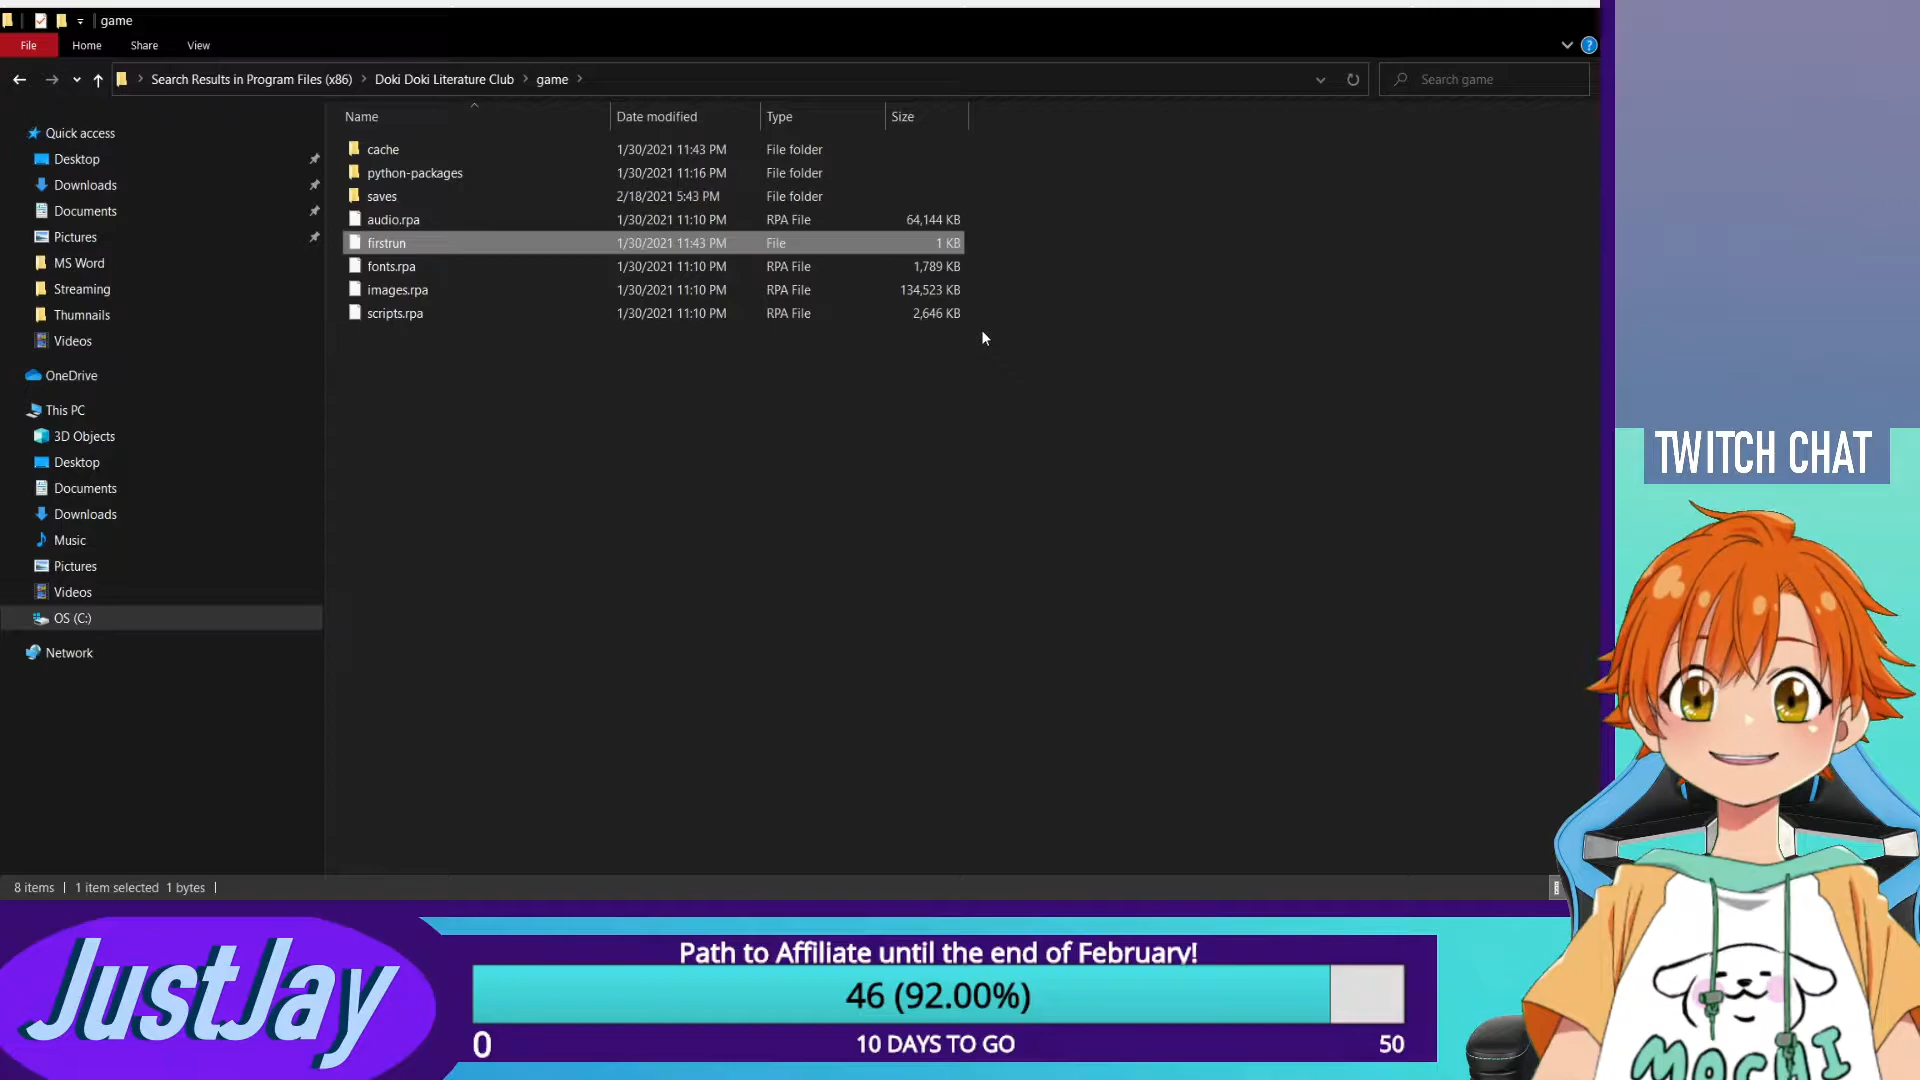 game
File Home Share View
Search Results in Program Files (x86) Doki Doki Literature Club game
Search game
Name Date modified Type Size
cache 1/30/2021 11:43 PM File folder
python-packages 1/30/2021 11:16 PM File folder
saves 2/18/2021 5:43 PM File folder
audio.rpa 1/30/2021 11:10 PM RPA File 64,144 KB
firstrun 1/30/2021 11:43 PM File 1 KB
fonts.rpa 1/30/2021 11:10 PM RPA File 1,789 KB
images.rpa 1/30/2021 11:10 PM RPA File 134,523 KB
scripts.rpa 1/30/2021 11:10 PM RPA File 2,646 KB
Quick access
Desktop
Downloads
Documents
Pictures
MS Word
Streaming
Thumnails
Videos
OneDrive
This PC
3D Objects
Desktop
Documents
Downloads
Music
Pictures
Videos
OS (C:)
Network
8 items 1 item selected 1 bytes
TWITCH CHAT
JustJay
Path to Affiliate until the end of February!
46 (92.00%)
0 10 DAYS TO GO 50
MOCHI